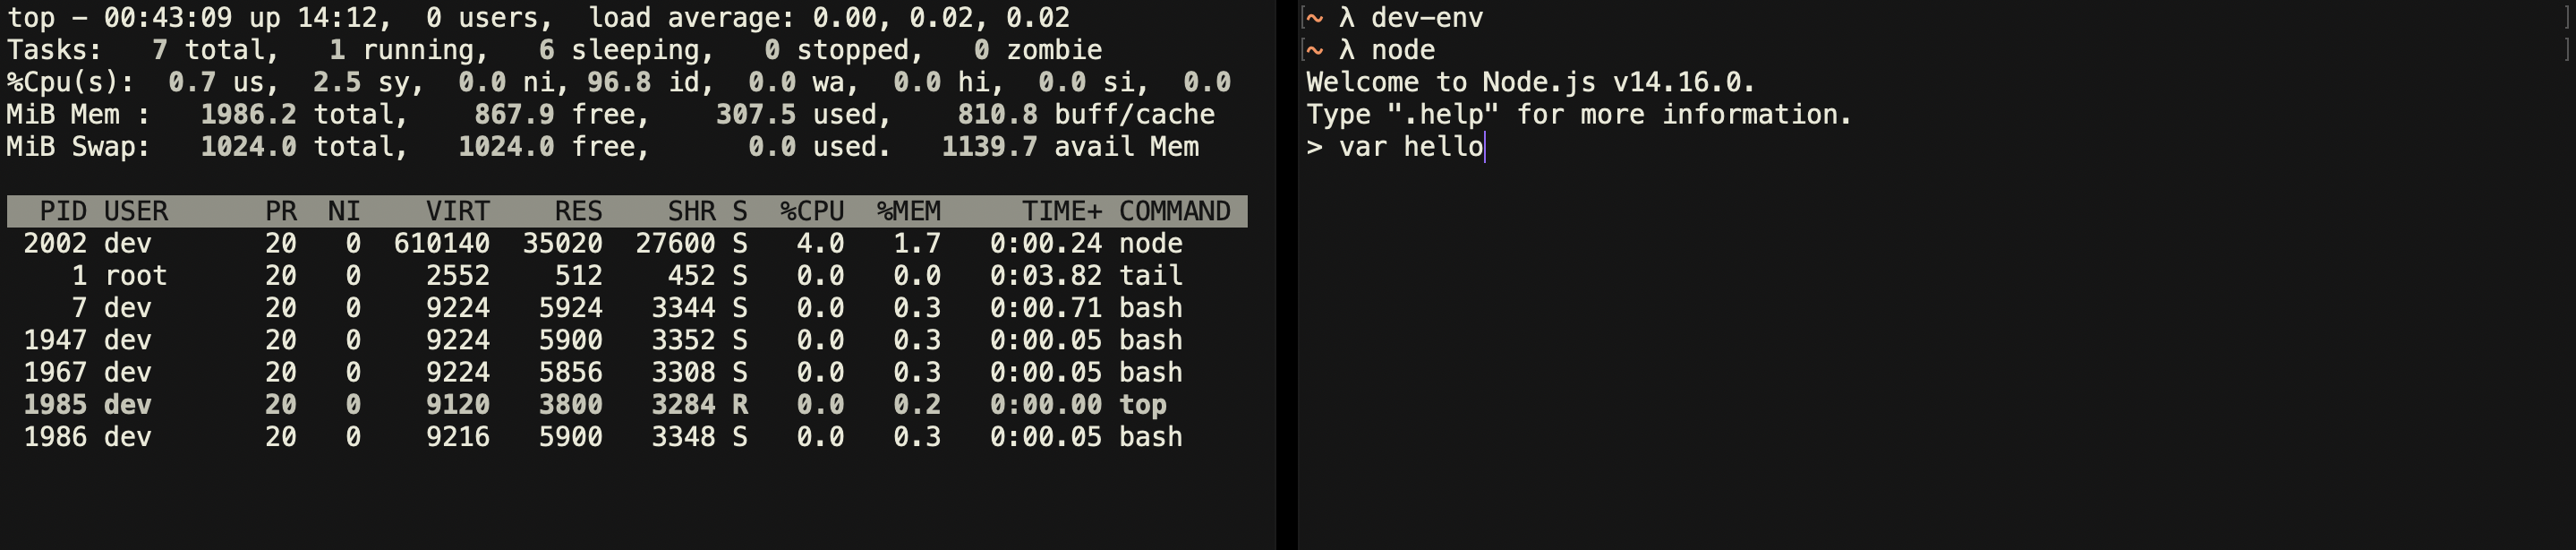 top - 00:43:09 up 14:12,  0 users,  load average: 0.00, 0.02, 0.02
Tasks:   7 total,   1 running,   6 sleeping,   0 stopped,   0 zombie
%Cpu(s):  0.7 us,  2.5 sy,  0.0 ni, 96.8 id,  0.0 wa,  0.0 hi,  0.0 si,  0.0
MiB Mem :   1986.2 total,    867.9 free,    307.5 used,    810.8 buff/cache
MiB Swap:   1024.0 total,   1024.0 free,      0.0 used.   1139.7 avail Mem
  PID USER      PR  NI    VIRT    RES    SHR S  %CPU  %MEM     TIME+ COMMAND
 2002 dev       20   0  610140  35020  27600 S   4.0   1.7   0:00.24 node
    1 root      20   0    2552    512    452 S   0.0   0.0   0:03.82 tail
    7 dev       20   0    9224   5924   3344 S   0.0   0.3   0:00.71 bash
 1947 dev       20   0    9224   5900   3352 S   0.0   0.3   0:00.05 bash
 1967 dev       20   0    9224   5856   3308 S   0.0   0.3   0:00.05 bash
 1985 dev       20   0    9120   3800   3284 R   0.0   0.2   0:00.00 top
 1986 dev       20   0    9216   5900   3348 S   0.0   0.3   0:00.05 bash
[~ λ dev-env ]
[~ λ node ]
Welcome to Node.js v14.16.0.
Type ".help" for more information.
> var hello